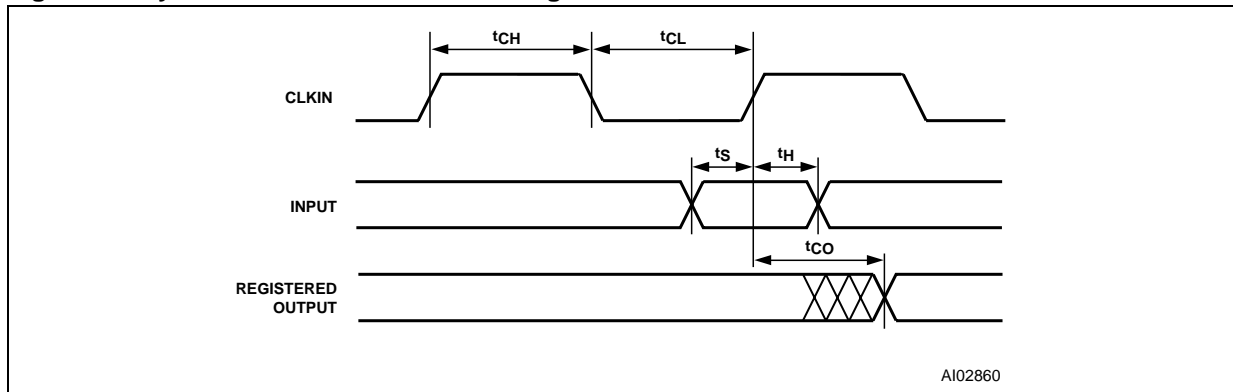 tCH
tCL
CLKIN
tS
tH
INPUT
tCO
REGISTERED
OUTPUT
AI02860